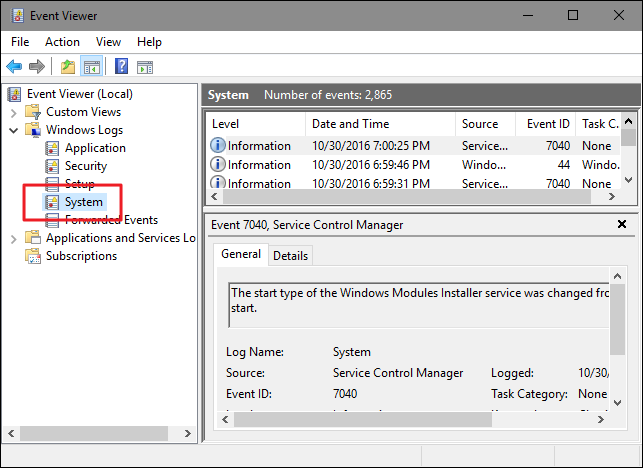 Event Viewer
File Action View Help
Event Viewer (Local)
Custom Views
Windows Logs
Application
Security
Setup
System
Forwarded Events
Applications and Services Lo
Subscriptions
System Number of events: 2,865
Level Date and Time Source Event ID Task C.
Information 10/30/2016 7:00:25 PM Service... 7040 None
Information 10/30/2016 6:59:46 PM Windo... 44 Windo.
Information 10/30/2016 6:59:31 PM Service... 7040 None
Event 7040, Service Control Manager
General Details
The start type of the Windows Modules Installer service was changed fro
start.
Log Name: System
Source: Service Control Manager Logged: 10/30/
Event ID: 7040 Task Category: None